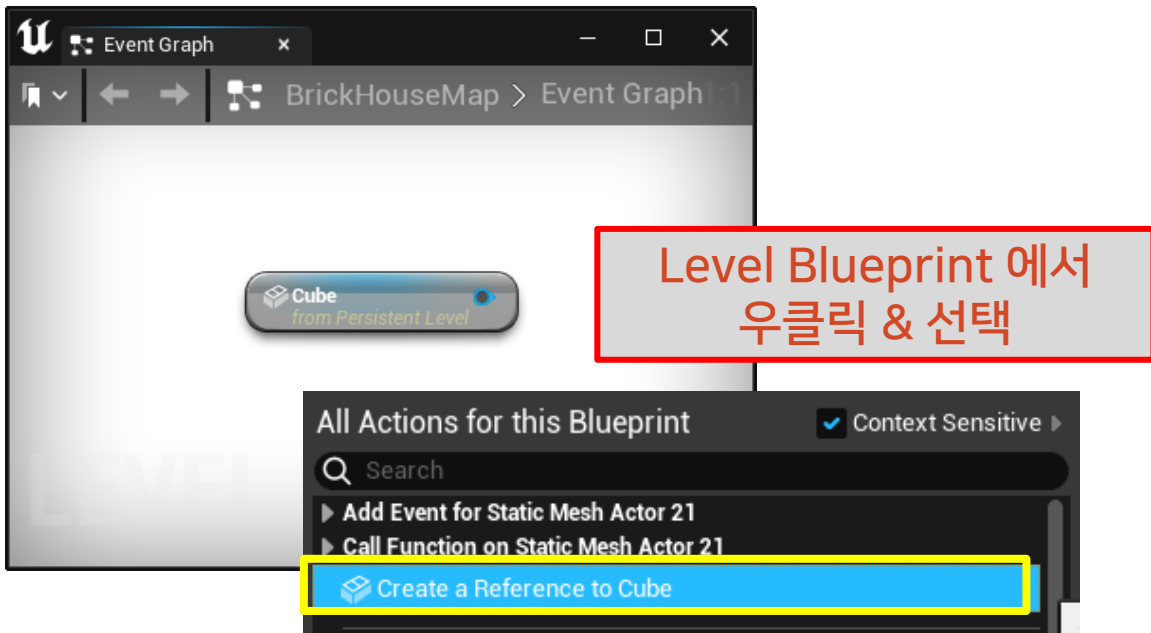 Event Graph
BrickHouseMap > Event Graph
Cube
from Persistent Level
Level Blueprint 에서
우클릭 & 선택
LEVEL
All Actions for this Blueprint
Context Sensitive
Search
Add Event for Static Mesh Actor 21
Call Function on Static Mesh Actor 21
Create a Reference to Cube